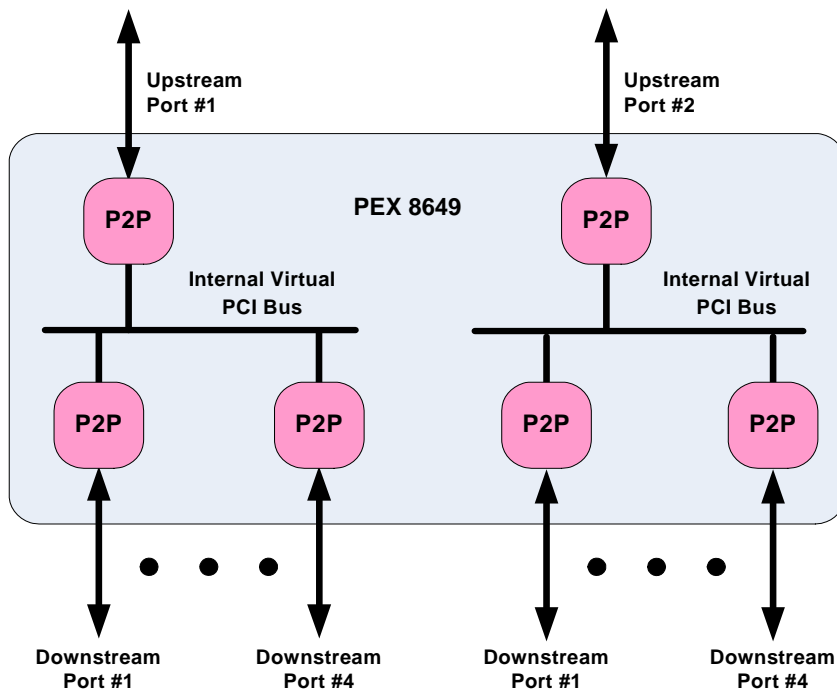 Upstream
Port #1
Upstream
Port #2
PEX 8649
P2P
P2P
Internal Virtual
PCI Bus
Internal Virtual
PCI Bus
P2P
P2P
P2P
P2P
Downstream
Port #1
Downstream
Port #4
Downstream
Port #1
Downstream
Port #4